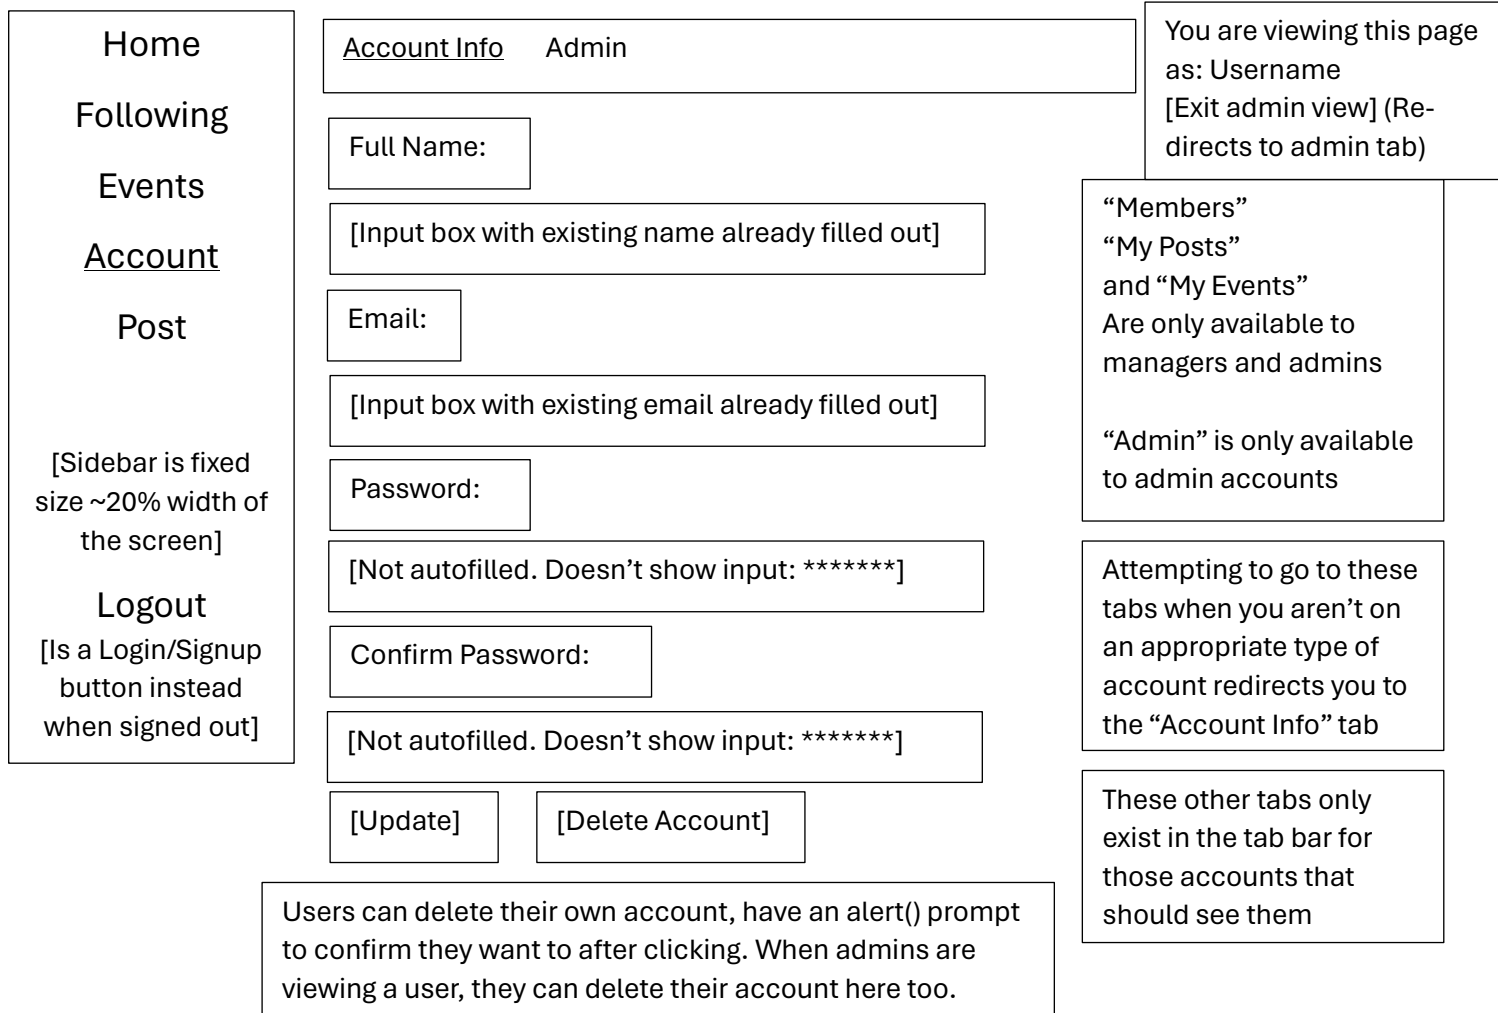 Home
Following
Events
Account
Post
[Sidebar is fixed
size ~20% width of
the screen]
Logout
[Is a Login/Signup
button instead
when signed out]
Account Info Admin
Full Name:
[Input box with existing name already filled out]
Email:
[Input box with existing email already filled out]
Password:
[Not autofilled. Doesn’t show input: *******]
Confirm Password:
[Not autofilled. Doesn’t show input: *******]
[Update] [Delete Account]
Users can delete their own account, have an alert() prompt
to confirm they want to after clicking. When admins are
viewing a user, they can delete their account here too.
You are viewing this page
as: Username
[Exit admin view] (Re-
directs to admin tab)
“Members”
“My Posts”
and “My Events”
Are only available to
managers and admins
“Admin” is only available
to admin accounts
Attempting to go to these
tabs when you aren’t on
an appropriate type of
account redirects you to
the “Account Info” tab
These other tabs only
exist in the tab bar for
those accounts that
should see them